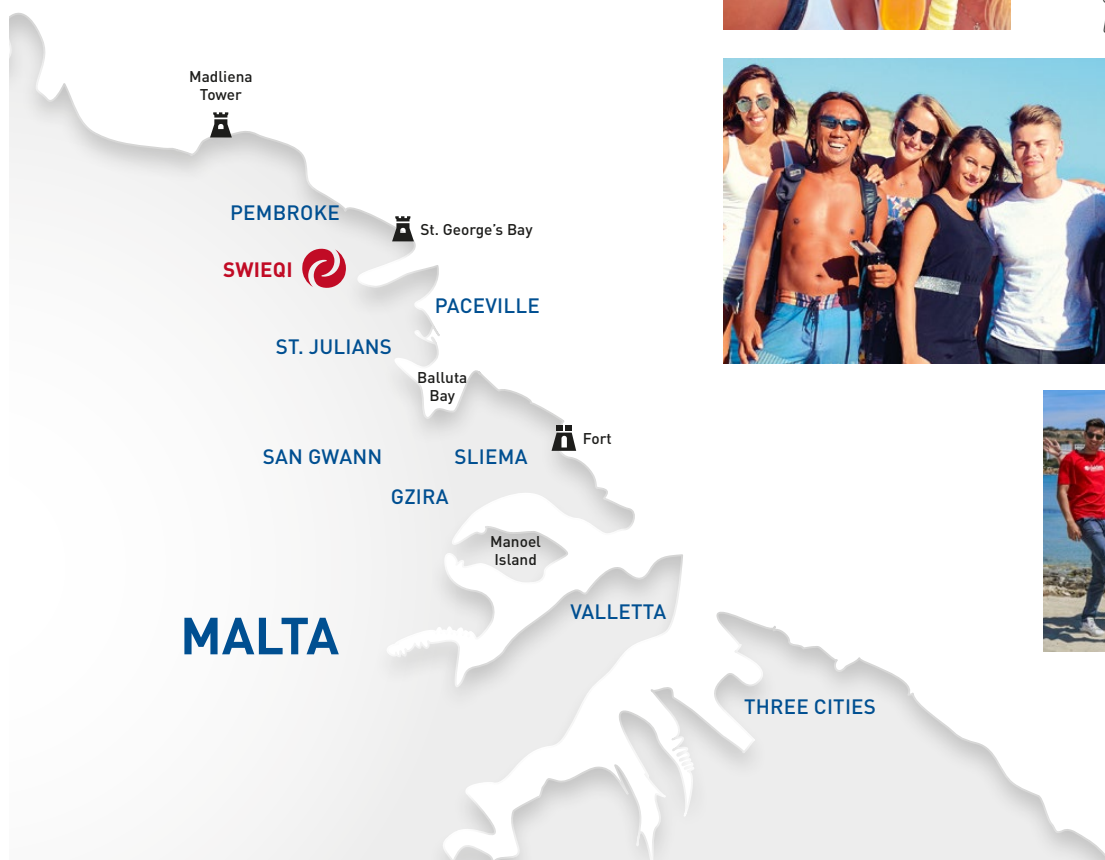 Madliena
Tower
PEMBROKE
St. George's Bay
SWIEQI
PACEVILLE
ST. JULIANS
Balluta
Bay
Fort
SAN GWANN
SLIEMA
GZIRA
Manoel
Island
VALLETTA
MALTA
THREE CITIES